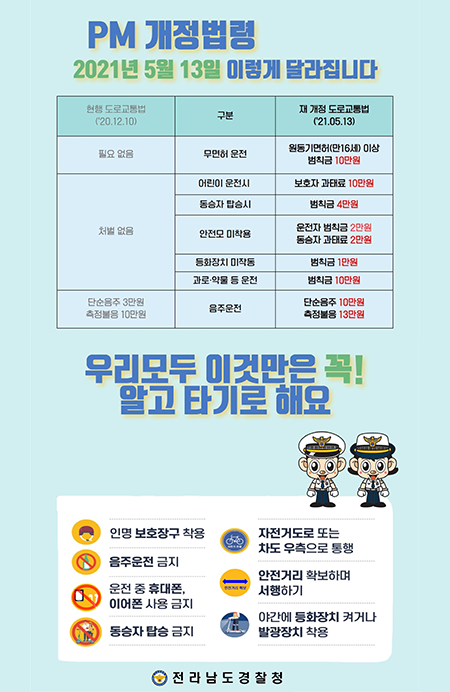 PM 개정법령
2021년 5월 13일 이렇게 달라집니다
현행 도로교통법
('20.12.10)
구분
재 개정 도로교통법
('21.05.13)
필요 없음
무면허 운전
원동기면허(만16세) 이상
범칙금 10만원
처벌 없음
어린이 운전시
보호자 과태료 10만원
동승자 탑승시
범칙금 4만원
안전모 미착용
운전자 범칙금 2만원
동승자 과태료 2만원
등화장치 미작동
범칙금 1만원
과로·약물 등 운전
범칙금 10만원
단순음주 3만원
측정불응 10만원
음주운전
단순음주 10만원
측정불응 13만원
우리모두 이것만은 꼭!
알고 타기로 해요
인명 보호장구 착용
음주운전 금지
운전 중 휴대폰,
이어폰 사용 금지
동승자 탑승 금지
자전거도로 또는
차도 우측으로 통행
안전거리 확보하며
서행하기
야간에 등화장치 켜거나
발광장치 착용
전라남도경찰청